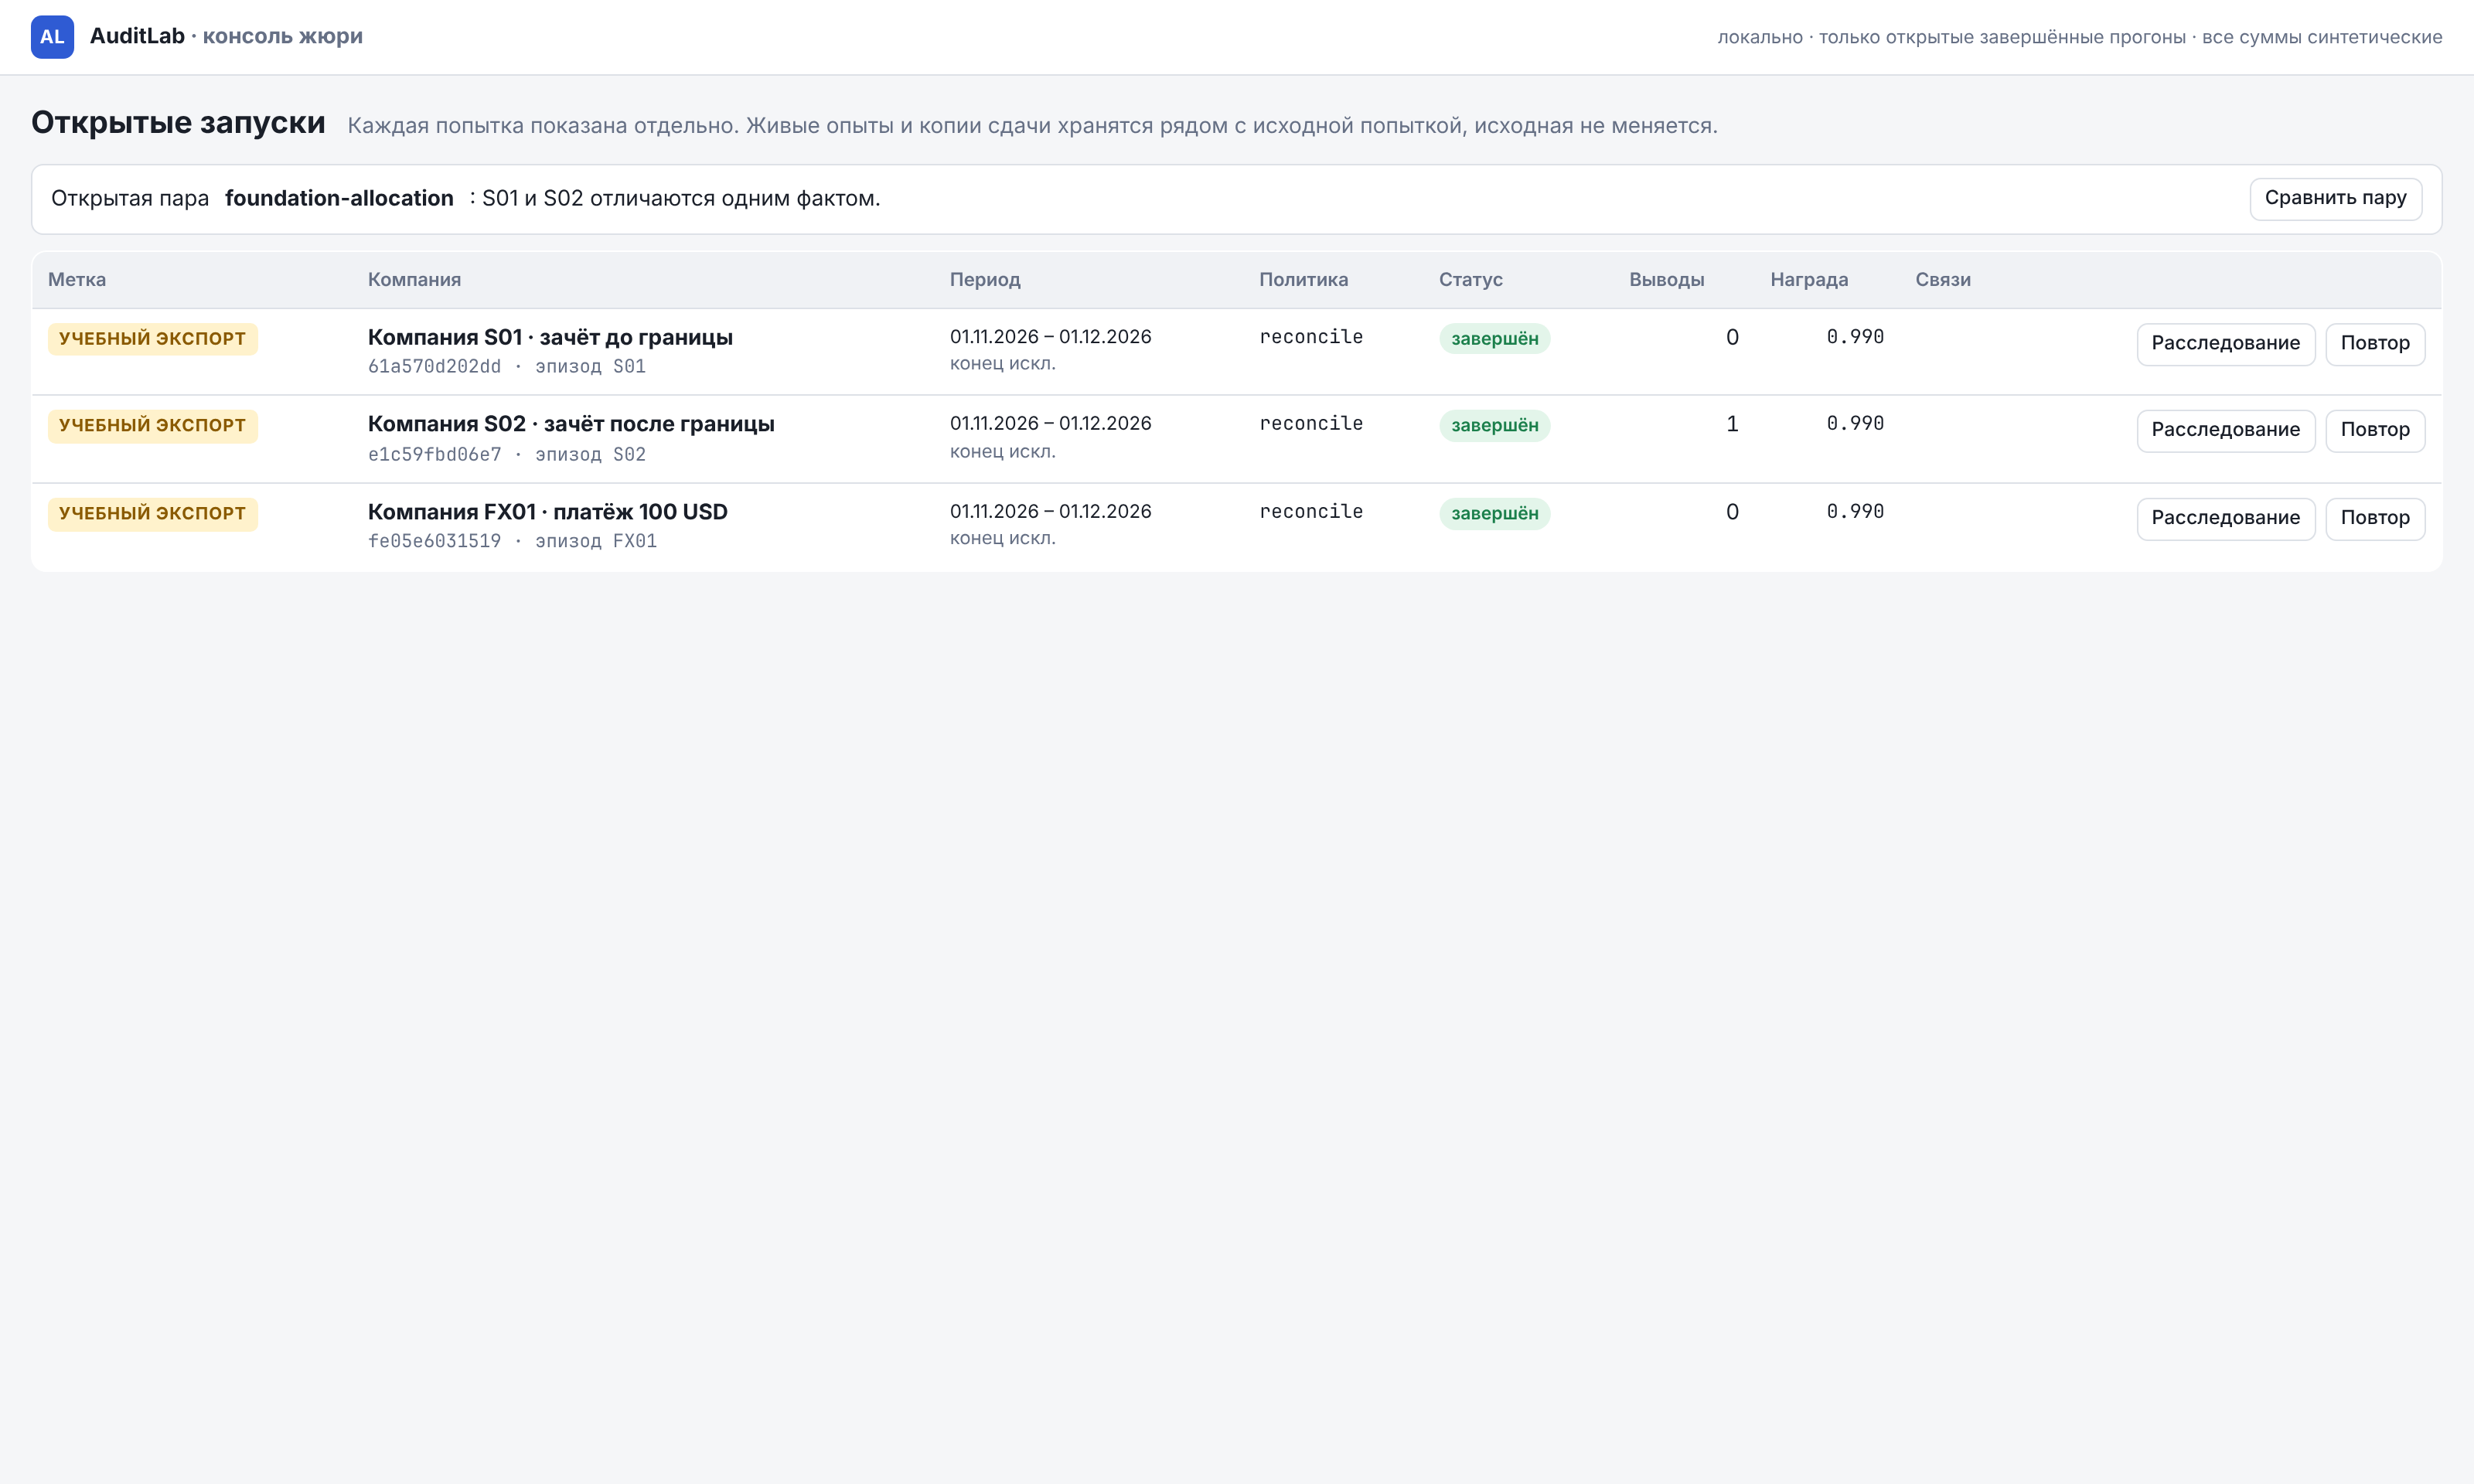 AL AuditLab · консоль жюри локально · только открытые завершённые прогоны · все суммы синтетические
Открытые запуски Каждая попытка показана отдельно. Живые опыты и копии сдачи хранятся рядом с исходной попыткой, исходная не меняется.
Открытая пара foundation-allocation : S01 и S02 отличаются одним фактом. Сравнить пару
Метка Компания Период Политика Статус Выводы Награда Связи
УЧЕБНЫЙ ЭКСПОРТ Компания S01 · зачёт до границы 01.11.2026 – 01.12.2026 reconcile завершён 0 0.990 Расследование Повтор
61a570d202dd · эпизод S01 конец искл.
УЧЕБНЫЙ ЭКСПОРТ Компания S02 · зачёт после границы 01.11.2026 – 01.12.2026 reconcile завершён 1 0.990 Расследование Повтор
e1c59fbd06e7 · эпизод S02 конец искл.
УЧЕБНЫЙ ЭКСПОРТ Компания FX01 · платёж 100 USD 01.11.2026 – 01.12.2026 reconcile завершён 0 0.990 Расследование Повтор
fe05e6031519 · эпизод FX01 конец искл.